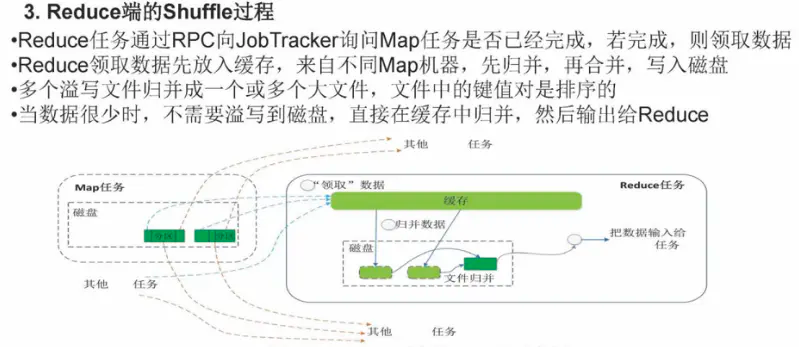 3. Reduce端的Shuffle过程
•Reduce任务通过RPC向JobTracker询问Map任务是否已经完成，若完成，则领取数据
•Reduce领取数据先放入缓存，来自不同Map机器，先归并，再合并，写入磁盘
•多个溢写文件归并成一个或多个大文件，文件中的键值对是排序的
•当数据很少时，不需要溢写到磁盘，直接在缓存中归并，然后输出给Reduce
其他 任务
Map任务
“领取”数据
Reduce任务
磁盘
缓存
归并数据
磁盘
把数据输入给
任务
文件归并
其他 任务
其他 任务